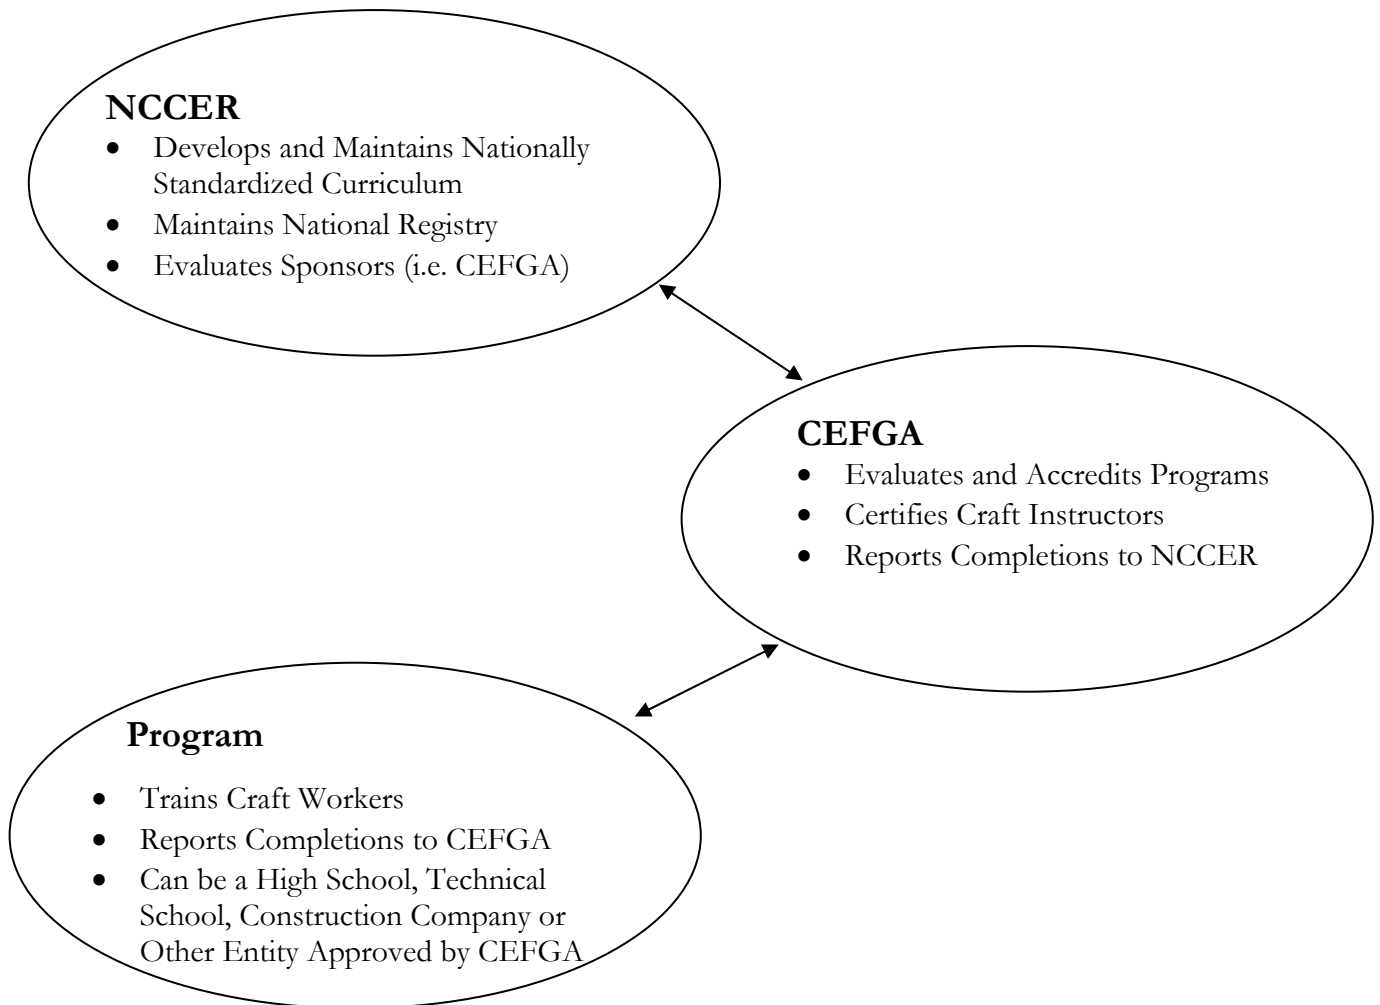 NCCER
• Develops and Maintains Nationally
Standardized Curriculum
• Maintains National Registry
• Evaluates Sponsors (i.e. CEFGA)
CEFGA
• Evaluates and Accredits Programs
• Certifies Craft Instructors
• Reports Completions to NCCER
Program
• Trains Craft Workers
• Reports Completions to CEFGA
• Can be a High School, Technical
School, Construction Company or
Other Entity Approved by CEFGA